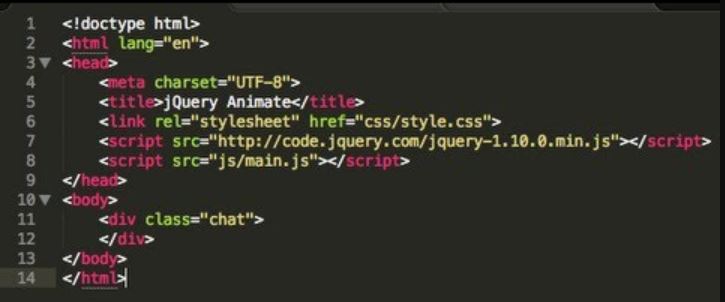 1 <!doctype html>
2 <html lang="en">
3 <head>
4 <meta charset="UTF-8">
5 <title>jQuery Animate</title>
6 <link rel="stylesheet" href="css/style.css">
7 <script src="http://code.jquery.com/jquery-1.10.0.min.js"></script>
8 <script src="js/main.js"></script>
9 </head>
10 <body>
11 <div class="chat">
12 </div>
13 </body>
14 </html>